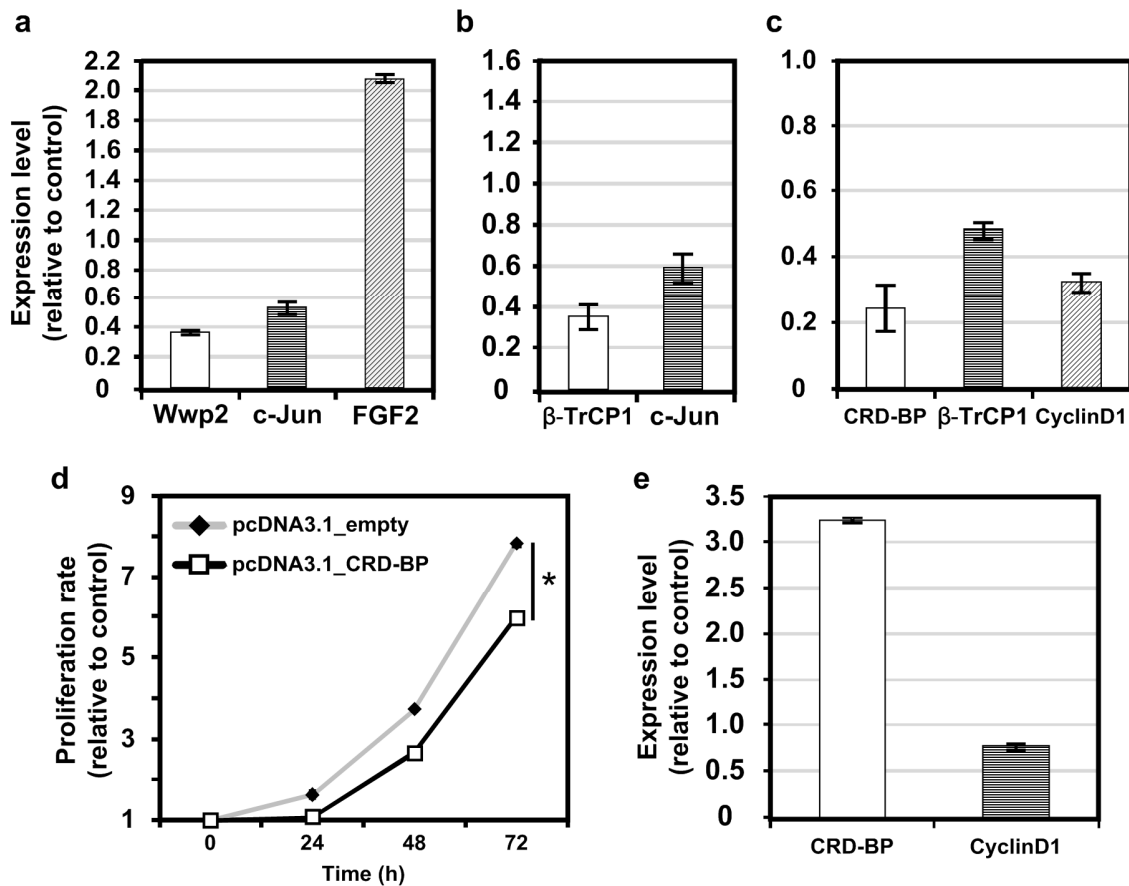 a
Expression level
(relative to control)
2.2
2.0
1.8
1.6
1.4
1.2
1.0
0.8
0.6
0.4
0.2
0
Wwp2 c-Jun FGF2
b
1.6
1.4
1.2
1.0
0.8
0.6
0.4
0.2
0
β-TrCP1 c-Jun
c
1.0
0.8
0.6
0.4
0.2
0
CRD-BP β-TrCP1 CyclinD1
d
Proliferation rate
(relative to control)
9
7
5
3
1
pcDNA3.1_empty
pcDNA3.1_CRD-BP
*
0 24 48 72
Time (h)
e
Expression level
(relative to control)
3.5
3.0
2.5
2.0
1.5
1.0
0.5
0
CRD-BP CyclinD1